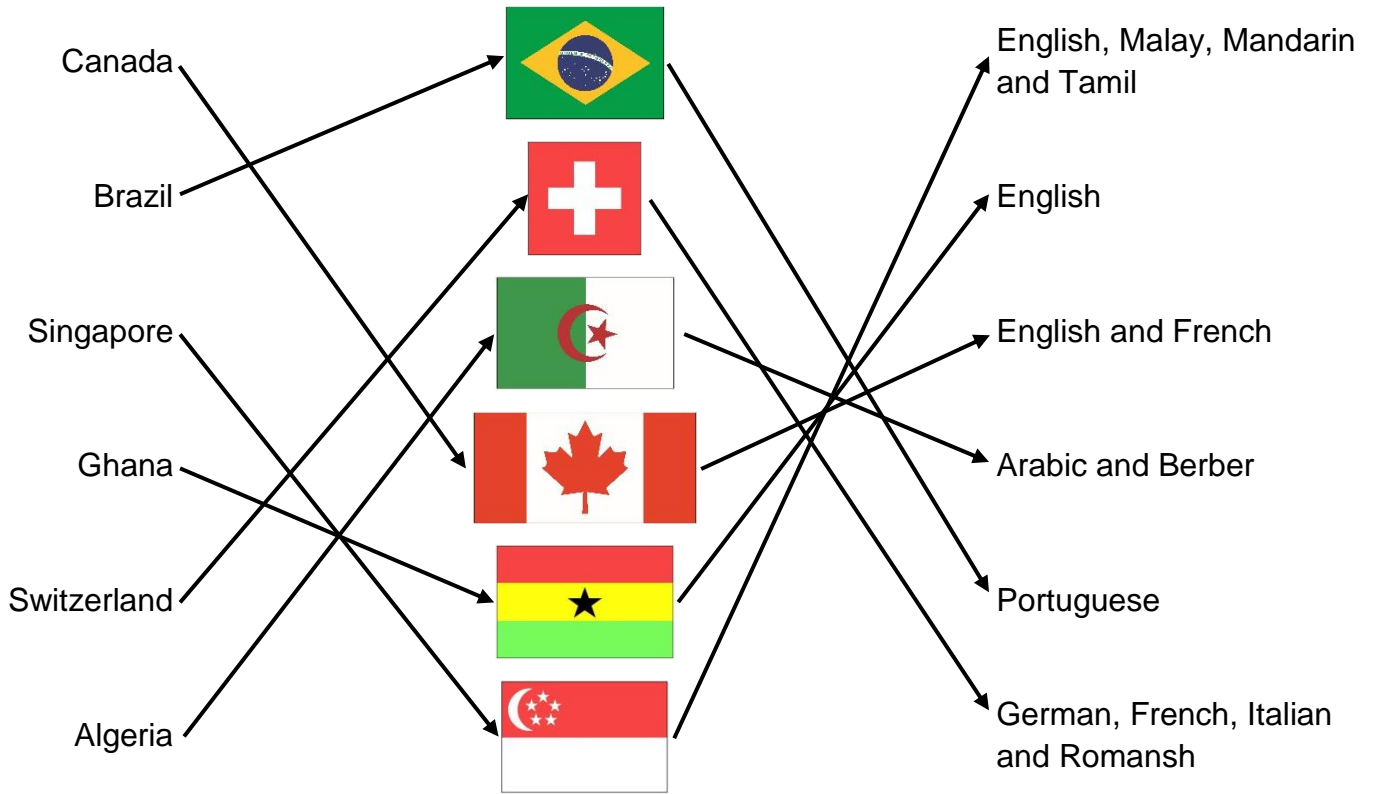 Canada
Brazil
Singapore
Ghana
Switzerland
Algeria
English, Malay, Mandarin
and Tamil
English
English and French
Arabic and Berber
Portuguese
German, French, Italian
and Romansh